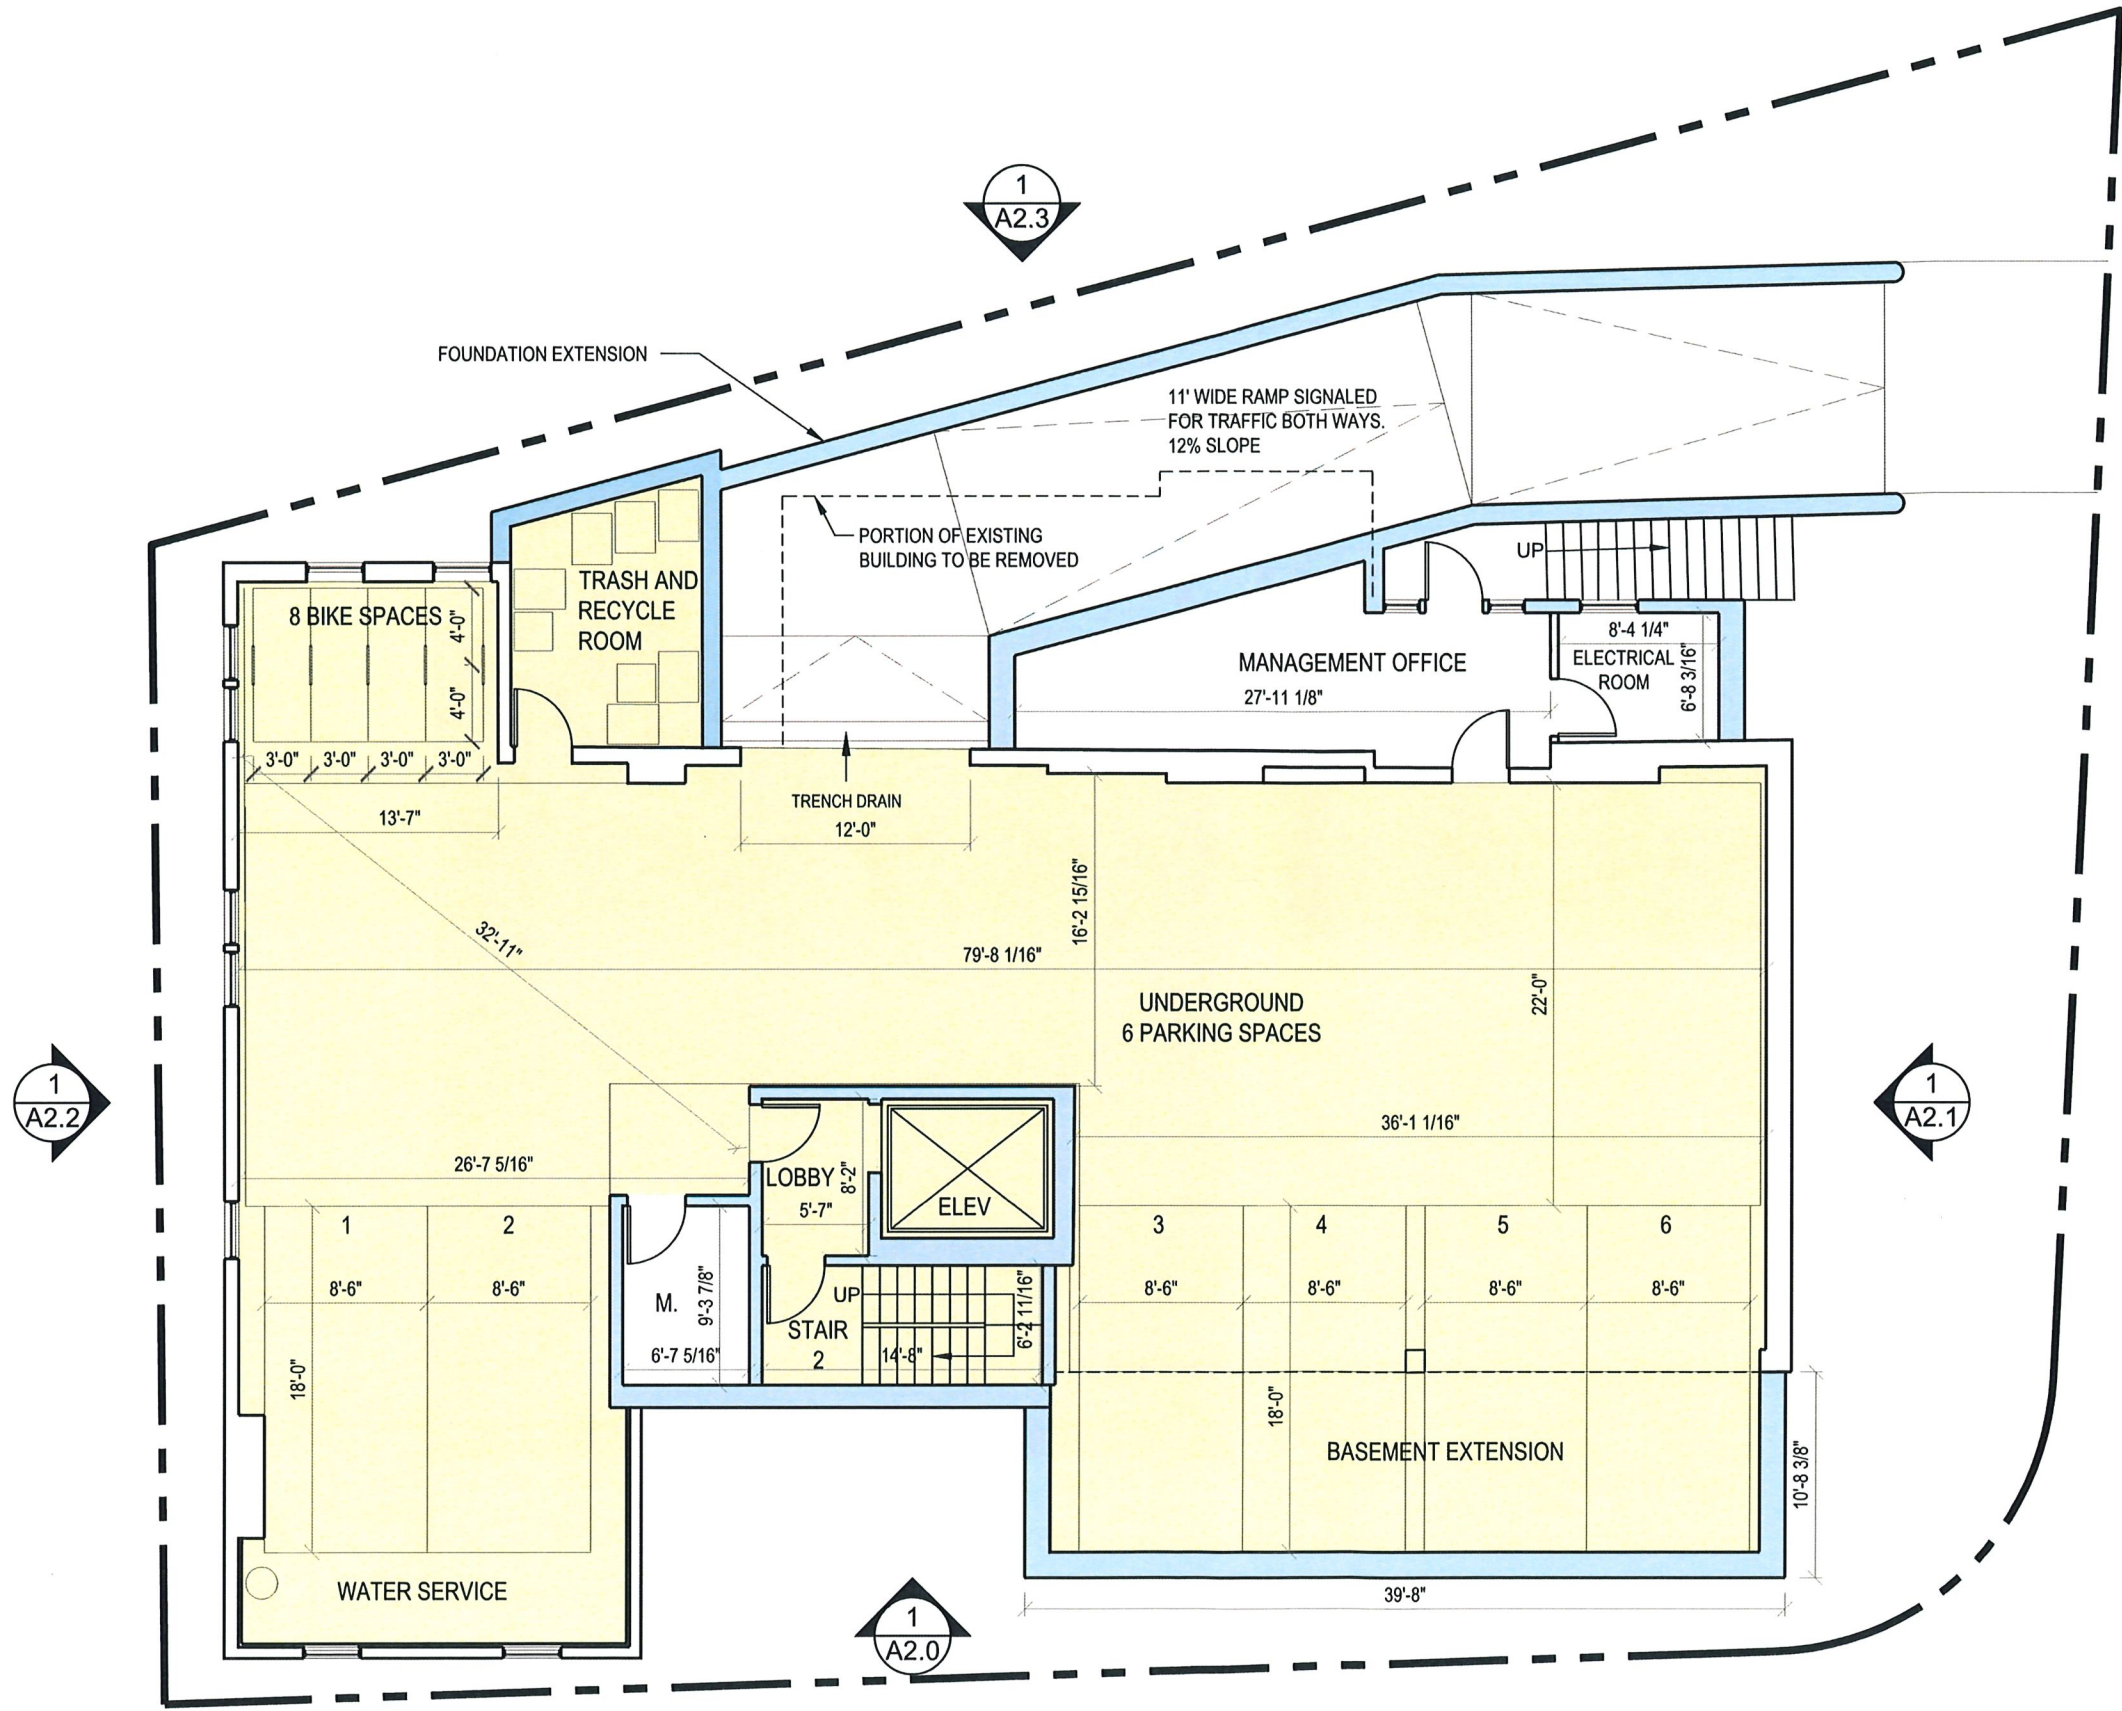 1
A2.3
FOUNDATION EXTENSION
11' WIDE RAMP SIGNALED
FOR TRAFFIC BOTH WAYS.
12% SLOPE
PORTION OF EXISTING
BUILDING TO BE REMOVED
UP
8 BIKE SPACES
4'-0"
4'-0"
3'-0"
3'-0"
3'-0"
3'-0"
TRASH AND
RECYCLE
ROOM
MANAGEMENT OFFICE
27'-11 1/8"
8'-4 1/4"
ELECTRICAL
ROOM
6'-8 3/16"
13'-7"
TRENCH DRAIN
12'-0"
16'-2 15/16"
32'-11"
79'-8 1/16"
22'-0"
UNDERGROUND
6 PARKING SPACES
1
A2.2
1
A2.1
36'-1 1/16"
26'-7 5/16"
LOBBY
8'-2"
5'-7"
ELEV
1
2
8'-6"
8'-6"
18'-0"
M.
9'-3 7/8"
6'-7 5/16"
UP
STAIR
2
14'-8"
6'-2 11/16"
3
4
5
6
8'-6"
8'-6"
8'-6"
8'-6"
18'-0"
BASEMENT EXTENSION
10'-8 3/8"
WATER SERVICE
39'-8"
1
A2.0